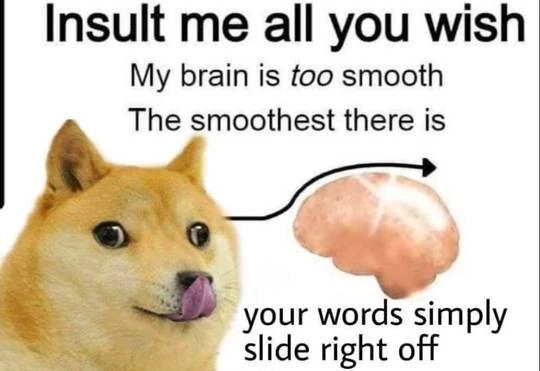 Insult me all you wish
My brain is too smooth
The smoothest there is
your words simply
slide right off